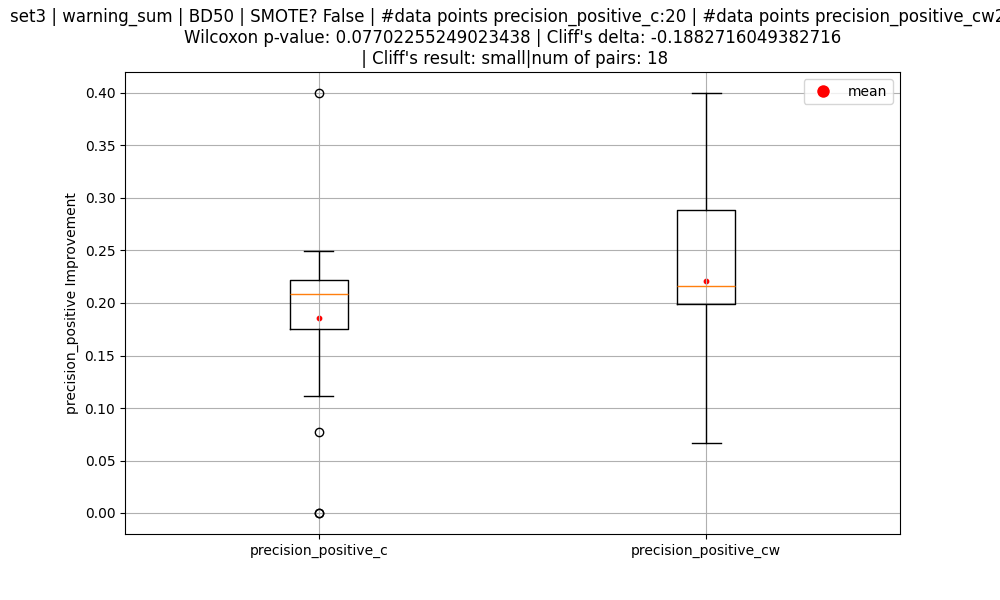 set3 | warning_sum | BD50 | SMOTE? False | #data points precision_positive_c:20 | #data points precision_positive_cw2
Wilcoxon p-value: 0.07702255249023438 | Cliff's delta: -0.1882716049382716
| Cliff's result: small|num of pairs: 18
mean
0.40
0.35
0.30
0.25
0.20
0.15
0.10
0.05
0.00
precision_positive Improvement
precision_positive_c
precision_positive_cw